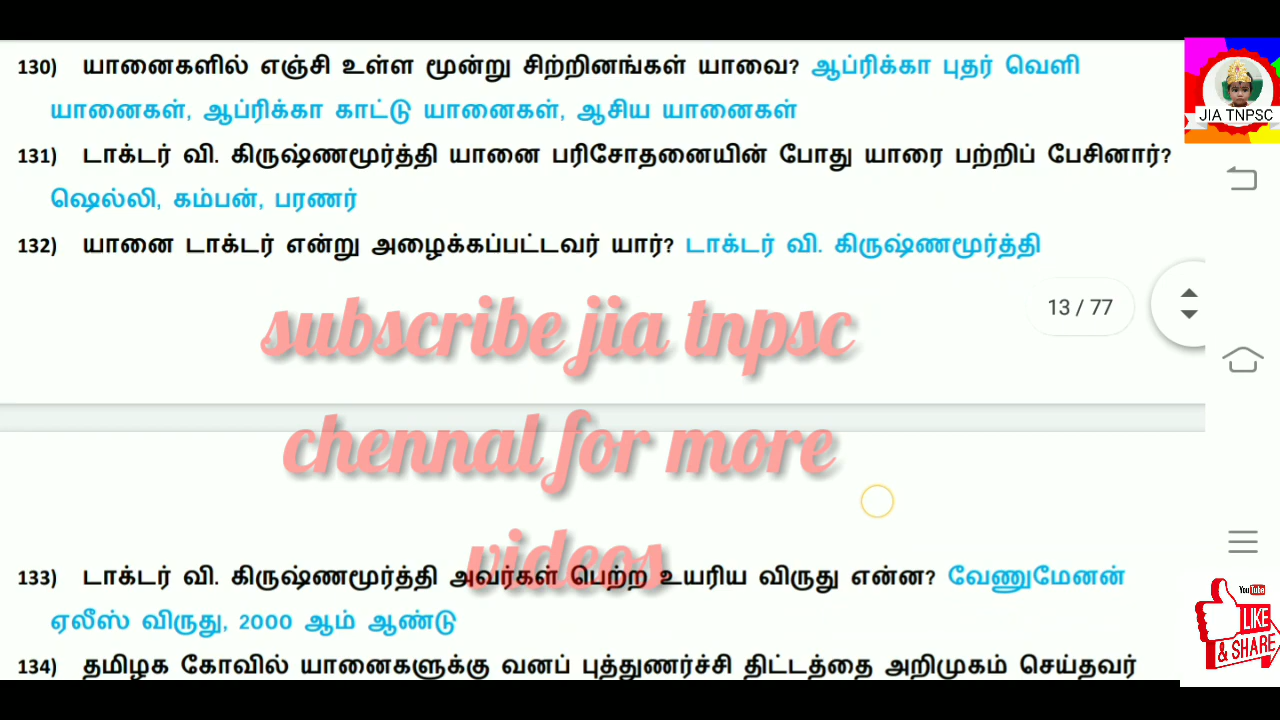 130) யானைகளில் எஞ்சி உள்ள மூன்று சிற்றினங்கள் யாவை? ஆப்ரிக்கா புதர் வெளி
யானைகள், ஆப்ரிக்கா காட்டு யானைகள், ஆசிய யானைகள்
JIA TNPSC
131) டாக்டர் வி. கிருஷ்ணமூர்த்தி யானை பரிசோதனையின் போது யாரை பற்றிப் பேசினார்?
ஷெல்லி, கம்பன், பரணர்
132) யானை டாக்டர் என்று அழைக்கப்பட்டவர் யார்? டாக்டர் வி. கிருஷ்ணமூர்த்தி
13 / 77
subscribe jia tnpsc
chennal for more
videos
133) டாக்டர் வி. கிருஷ்ணமூர்த்தி அவர்கள் பெற்ற உயரிய விருது என்ன? வேணுமேனன்
ஏலீஸ் விருது, 2000 ஆம் ஆண்டு
YouTube
LIKE
& SHARE
134) தமிழக கோவில் யானைகளுக்கு வனப் புத்துணர்ச்சி திட்டத்தை அறிமுகம் செய்தவர்